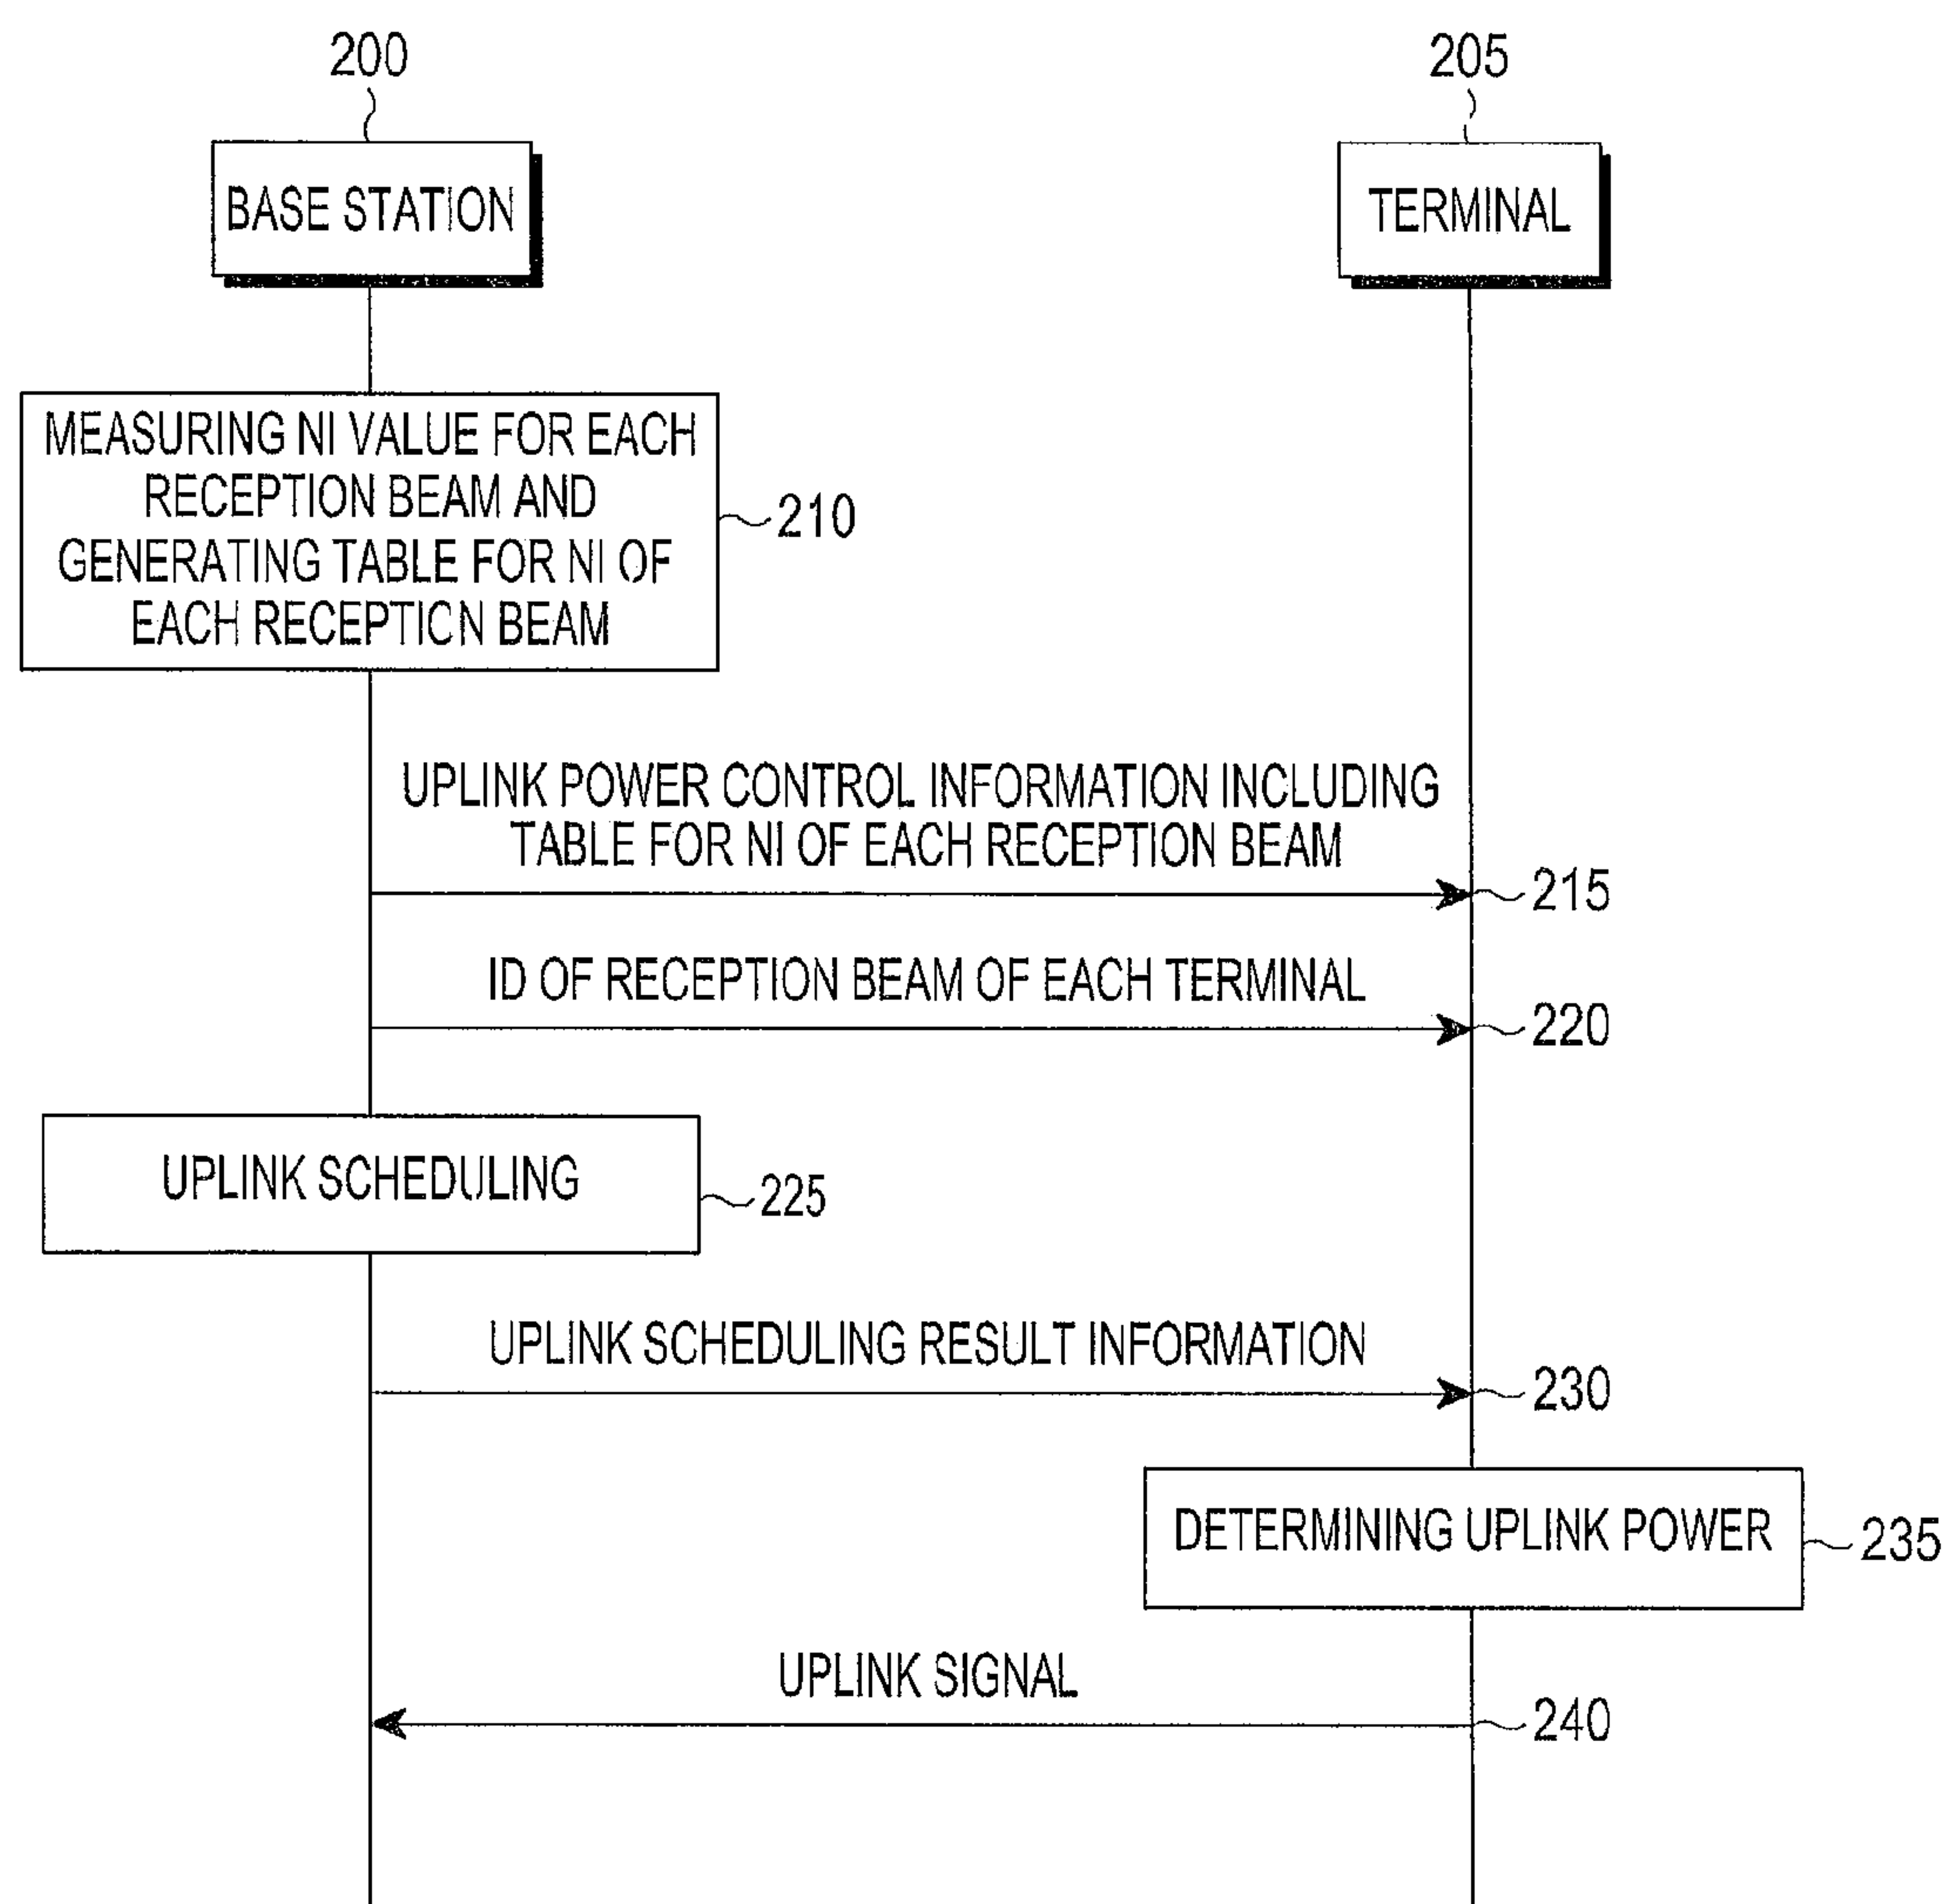 200
205
BASE STATION
TERMINAL
MEASURING NI VALUE FOR EACH
RECEPTION BEAM AND
GENERATING TABLE FOR NI OF
EACH RECEPTION BEAM
210
UPLINK POWER CONTROL INFORMATION INCLUDING
TABLE FOR NI OF EACH RECEPTION BEAM
215
ID OF RECEPTION BEAM OF EACH TERMINAL
220
UPLINK SCHEDULING
225
UPLINK SCHEDULING RESULT INFORMATION
230
DETERMINING UPLINK POWER
235
UPLINK SIGNAL
240